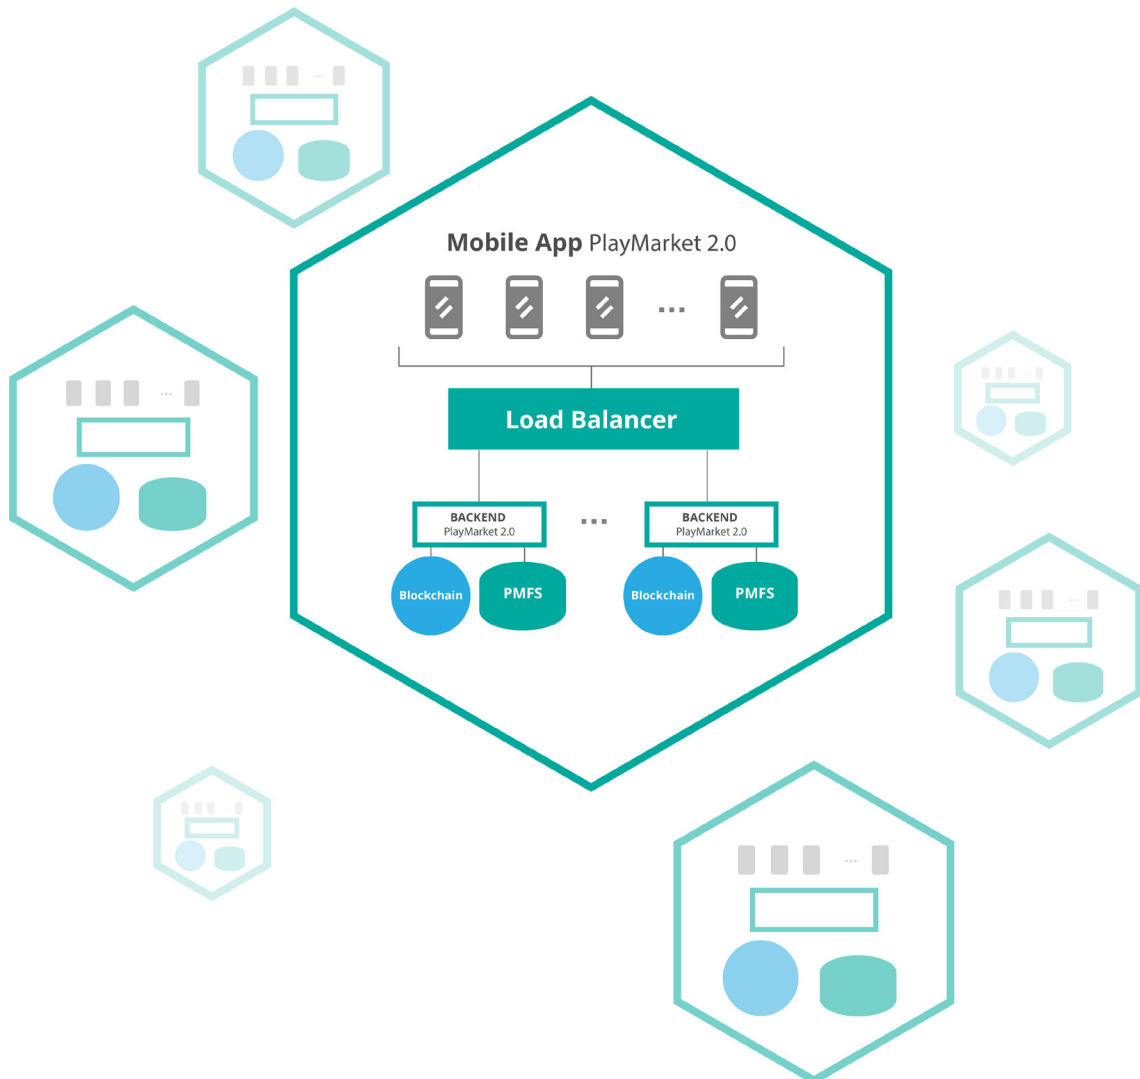 Mobile App PlayMarket 2.0
...
Load Balancer
BACKEND
PlayMarket 2.0
...
BACKEND
PlayMarket 2.0
Blockchain
PMFS
Blockchain
PMFS